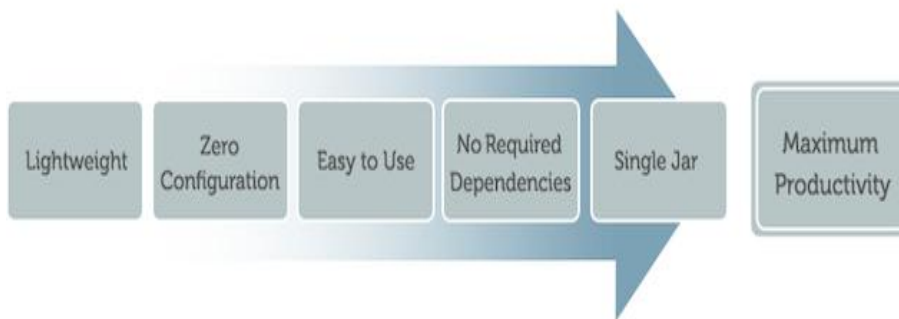 Lightweight
Zero
Configuration
Easy to Use
No Required
Dependencies
Single Jar
Maximum
Productivity